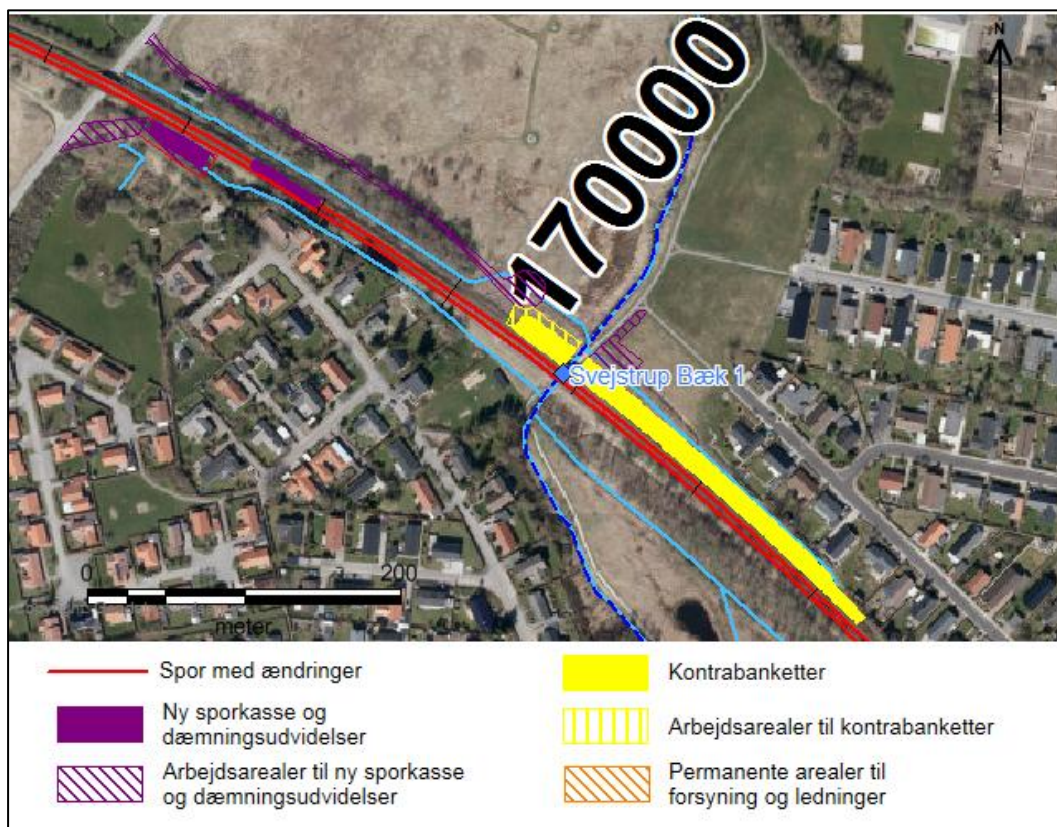 N
170000
Svejstrup Bæk 1
0 200
meter
Spor med ændringer
Ny sporkasse og
dæmningsudvidelser
Arbejdsarealer til ny sporkasse
og dæmningsudvidelser
Kontrabanketter
Arbejdsarealer til kontrabanketter
Permanente arealer til
forsyning og ledninger